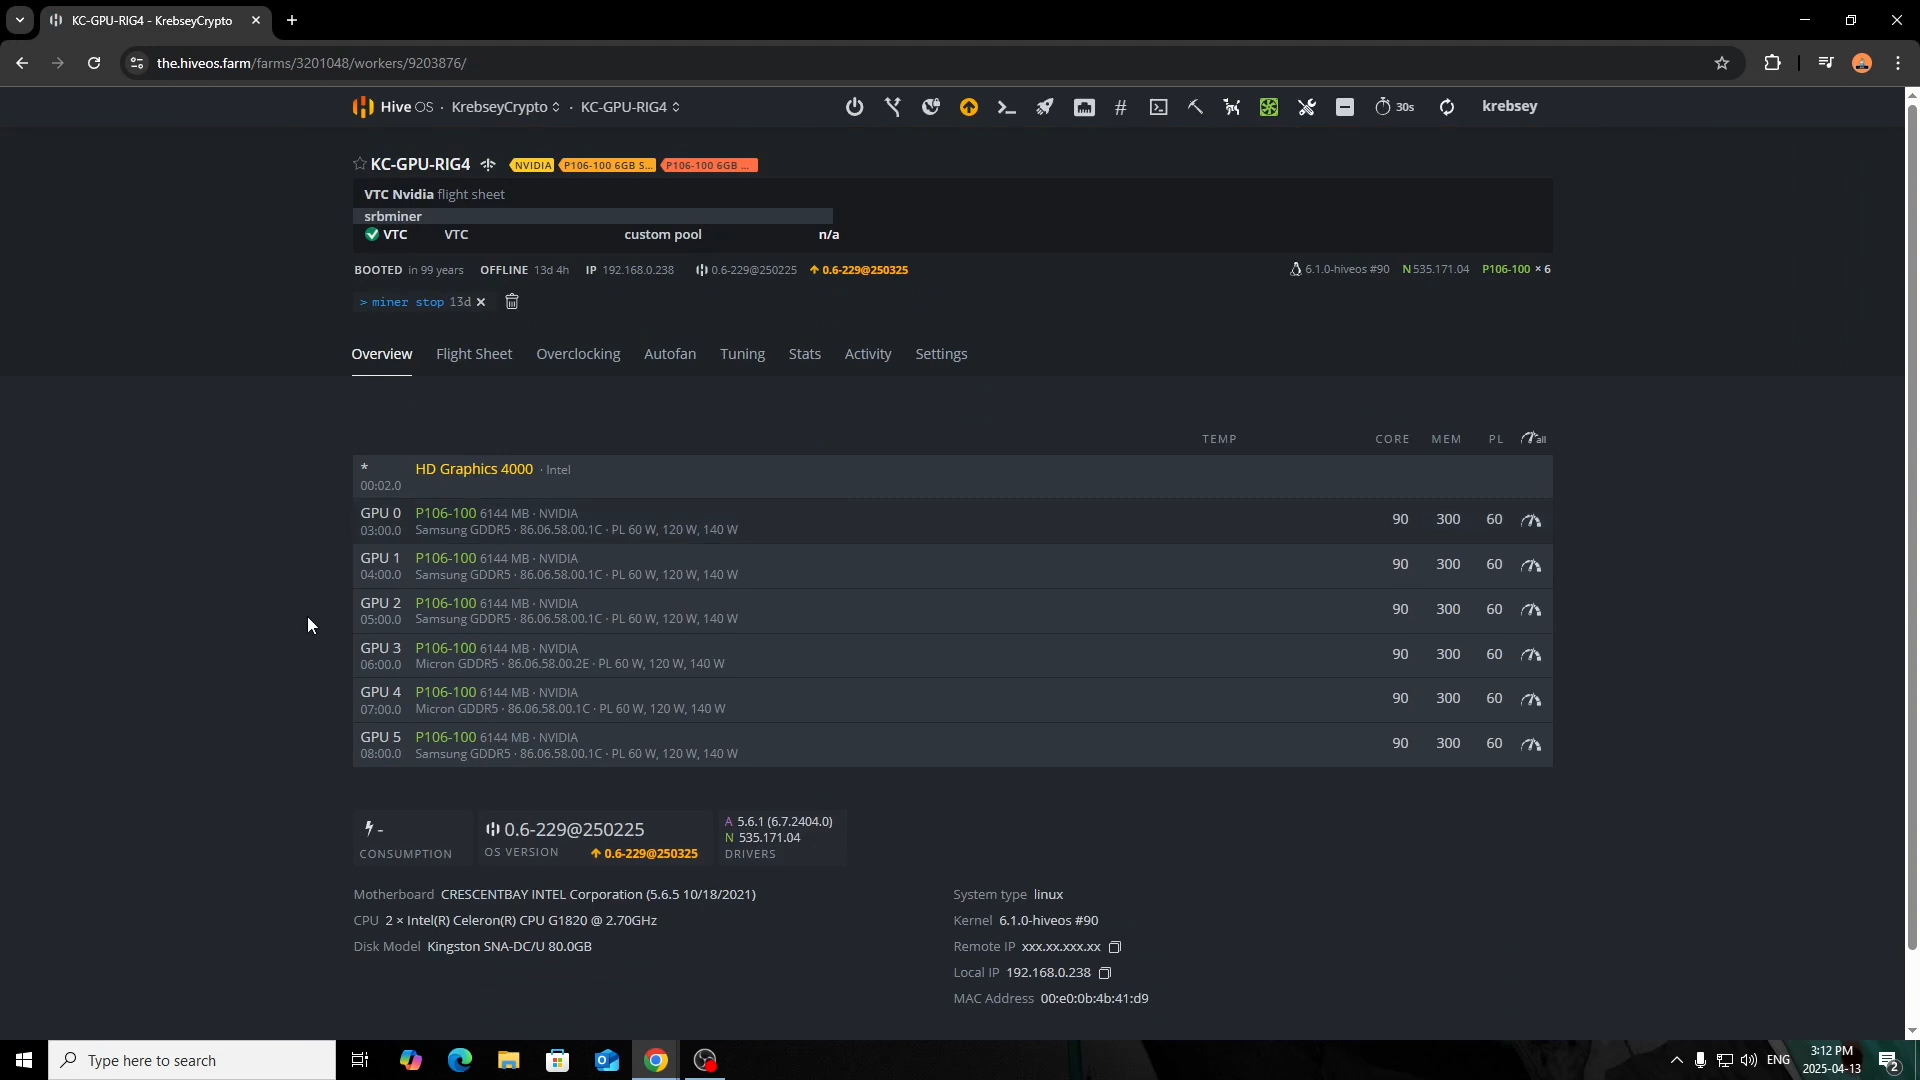 KC-GPU-RIG4 - KrebseyCrypto
the.hiveos.farm/farms/3201048/workers/9203876/
Hive OS · KrebseyCrypto · KC-GPU-RIG4
30s
krebsey
KC-GPU-RIG4
NVIDIA
P106-100 6GB S...
P106-100 6GB ...
VTC Nvidia flight sheet
srbminer
VTC VTC custom pool n/a
BOOTED in 99 years OFFLINE 13d 4h IP 192.168.0.238 0.6-229@250225 0.6-229@250325
6.1.0-hiveos #90 N 535.171.04 P106-100 × 6
> miner stop 13d
Overview Flight Sheet Overclocking Autofan Tuning Stats Activity Settings
TEMP CORE MEM PL all
* HD Graphics 4000 · Intel
00:02.0
GPU 0 P106-100 6144 MB · NVIDIA 90 300 60
03:00.0 Samsung GDDR5 · 86.06.58.00.1C · PL 60 W, 120 W, 140 W
GPU 1 P106-100 6144 MB · NVIDIA 90 300 60
04:00.0 Samsung GDDR5 · 86.06.58.00.1C · PL 60 W, 120 W, 140 W
GPU 2 P106-100 6144 MB · NVIDIA 90 300 60
05:00.0 Samsung GDDR5 · 86.06.58.00.1C · PL 60 W, 120 W, 140 W
GPU 3 P106-100 6144 MB · NVIDIA 90 300 60
06:00.0 Micron GDDR5 · 86.06.58.00.2E · PL 60 W, 120 W, 140 W
GPU 4 P106-100 6144 MB · NVIDIA 90 300 60
07:00.0 Micron GDDR5 · 86.06.58.00.1C · PL 60 W, 120 W, 140 W
GPU 5 P106-100 6144 MB · NVIDIA 90 300 60
08:00.0 Samsung GDDR5 · 86.06.58.00.1C · PL 60 W, 120 W, 140 W
-
CONSUMPTION
0.6-229@250225
OS VERSION 0.6-229@250325
A 5.6.1 (6.7.2404.0)
N 535.171.04
DRIVERS
Motherboard CRESCENTBAY INTEL Corporation (5.6.5 10/18/2021)
CPU 2 × Intel(R) Celeron(R) CPU G1820 @ 2.70GHz
Disk Model Kingston SNA-DC/U 80.0GB
System type linux
Kernel 6.1.0-hiveos #90
Remote IP xxx.xx.xxx.xx
Local IP 192.168.0.238
MAC Address 00:e0:0b:4b:41:d9
Type here to search
ENG
3:12 PM
2025-04-13
2